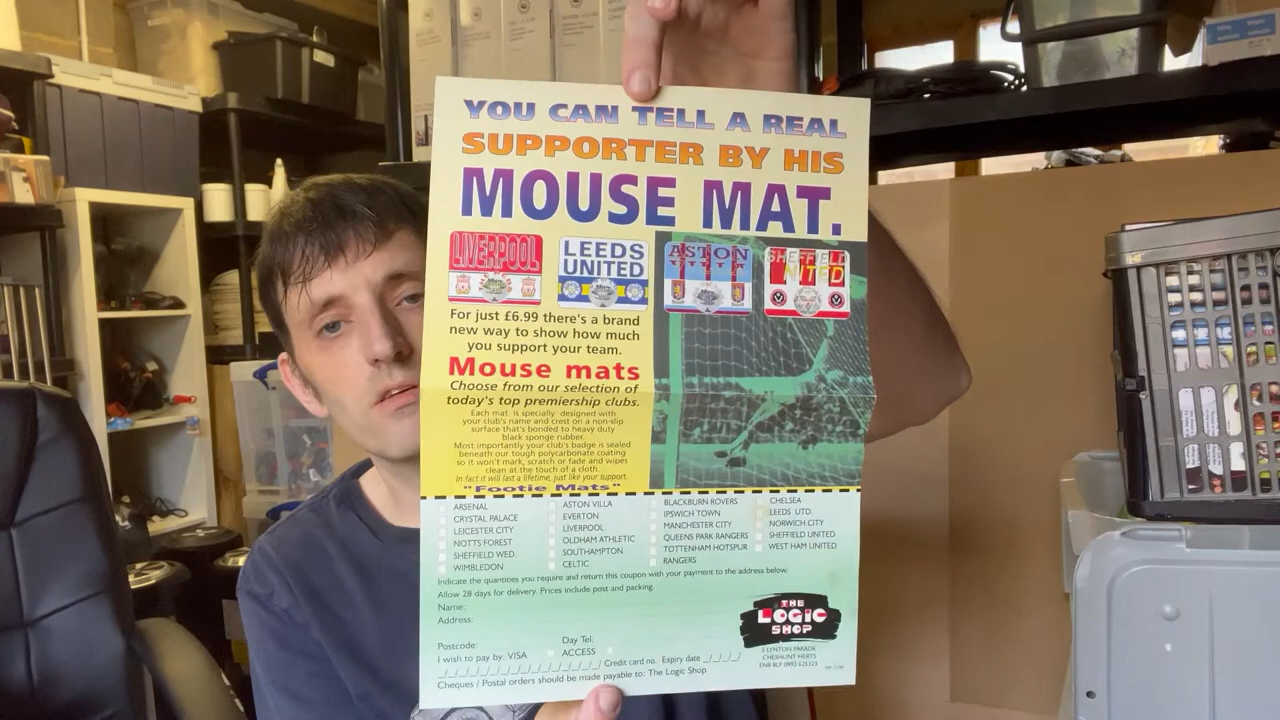 YOU CAN TELL A REAL
SUPPORTER BY HIS
MOUSE MAT.
LIVERPOOL
LEEDS
UNITED
ASTON
VILLA
SHEFFIELD
UNITED
For just £6.99 there's a brand
new way to show how much
you support your team.
Mouse mats
Choose from our selection of
today's top premiership clubs.
Each mat is specially designed with
your club's name and crest on a non-slip
surface that's bonded to heavy duty
black sponge rubber.
Most importantly your club's badge is sealed
beneath our tough polycarbonate coating
so it won't mark, scratch or fade and wipes
clean at the touch of a cloth.
In fact it will last a lifetime, just like your support.
"Footie Mats"
ARSENAL
CRYSTAL PALACE
LEICESTER CITY
NOTTS FOREST
SHEFFIELD WED
WIMBLEDON
ASTON VILLA
EVERTON
LIVERPOOL
OLDHAM ATHLETIC
SOUTHAMPTON
CELTIC
BLACKBURN ROVERS
IPSWICH TOWN
MANCHESTER CITY
QUEENS PARK RANGERS
TOTTENHAM HOTSPUR
RANGERS
CHELSEA
LEEDS UTD.
NORWICH CITY
SHEFFIELD UNITED
WEST HAM UNITED
Indicate the quantities you require and return this coupon with your payment to the address below.
Allow 28 days for delivery. Prices include post and packing.
Name:
Address:
Postcode:
Day Tel:
I wish to pay by: VISA ACCESS
Credit card no. Expiry date
Cheques / Postal orders should be made payable to: The Logic Shop
THE
LOGIC
SHOP
5 LYNTON PARADE
CHESHUNT HERTS
EN8 8LF 0992 625323